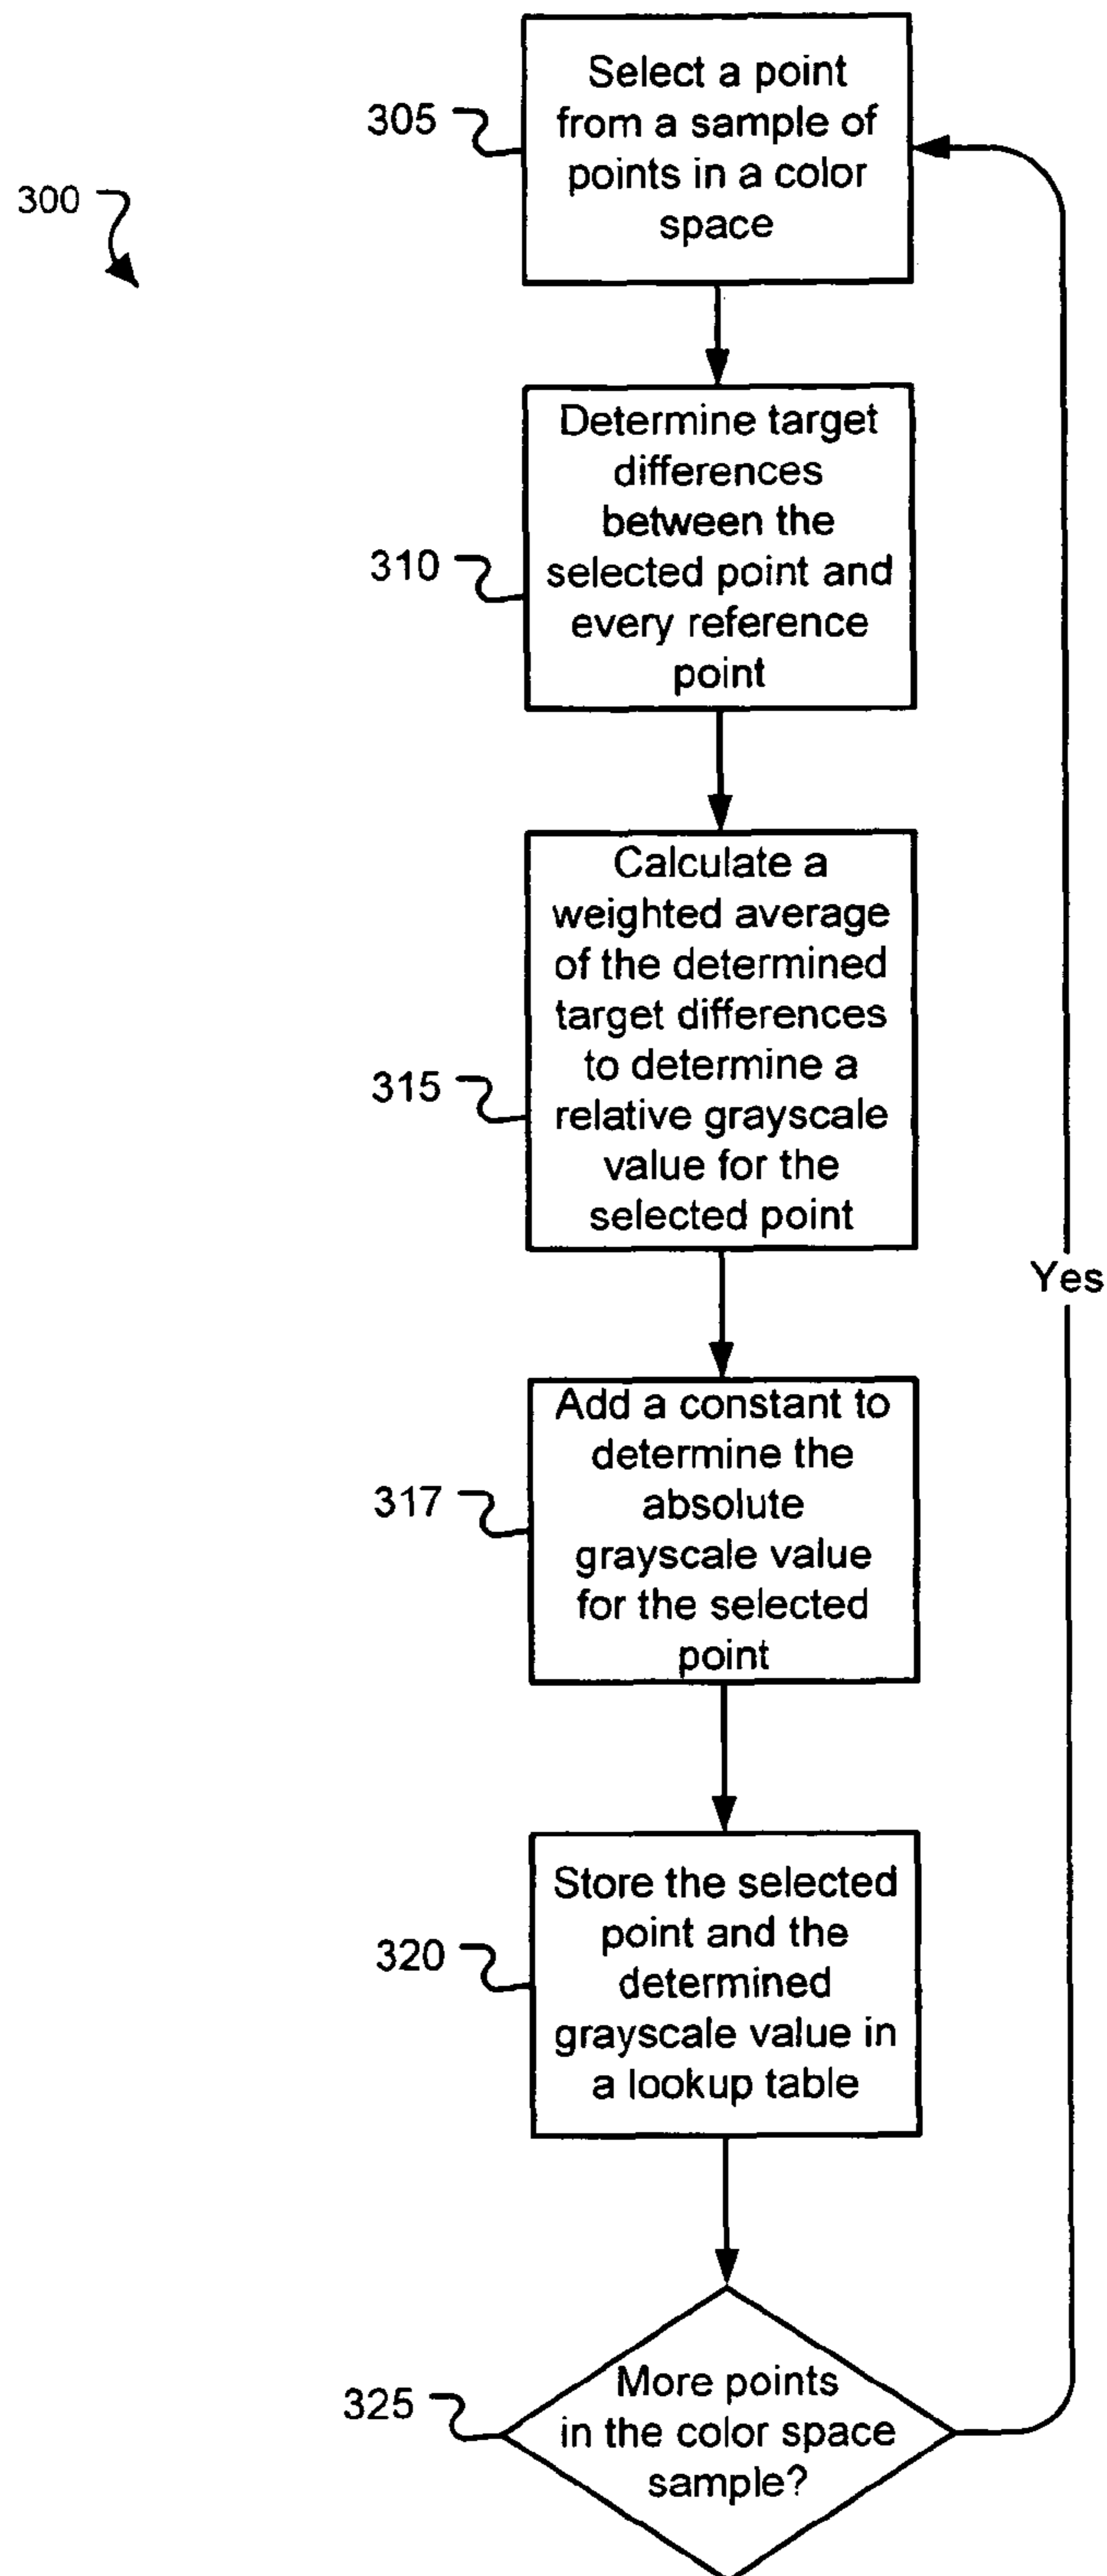 Select a point
from a sample of
points in a color
space
305
300
Determine target
differences
between the
selected point and
every reference
point
310
Calculate a
weighted average
of the determined
target differences
to determine a
relative grayscale
value for the
selected point
315
Yes
Add a constant to
determine the
absolute
grayscale value
for the selected
point
317
Store the selected
point and the
determined
grayscale value in
a lookup table
320
More points
in the color space
sample?
325